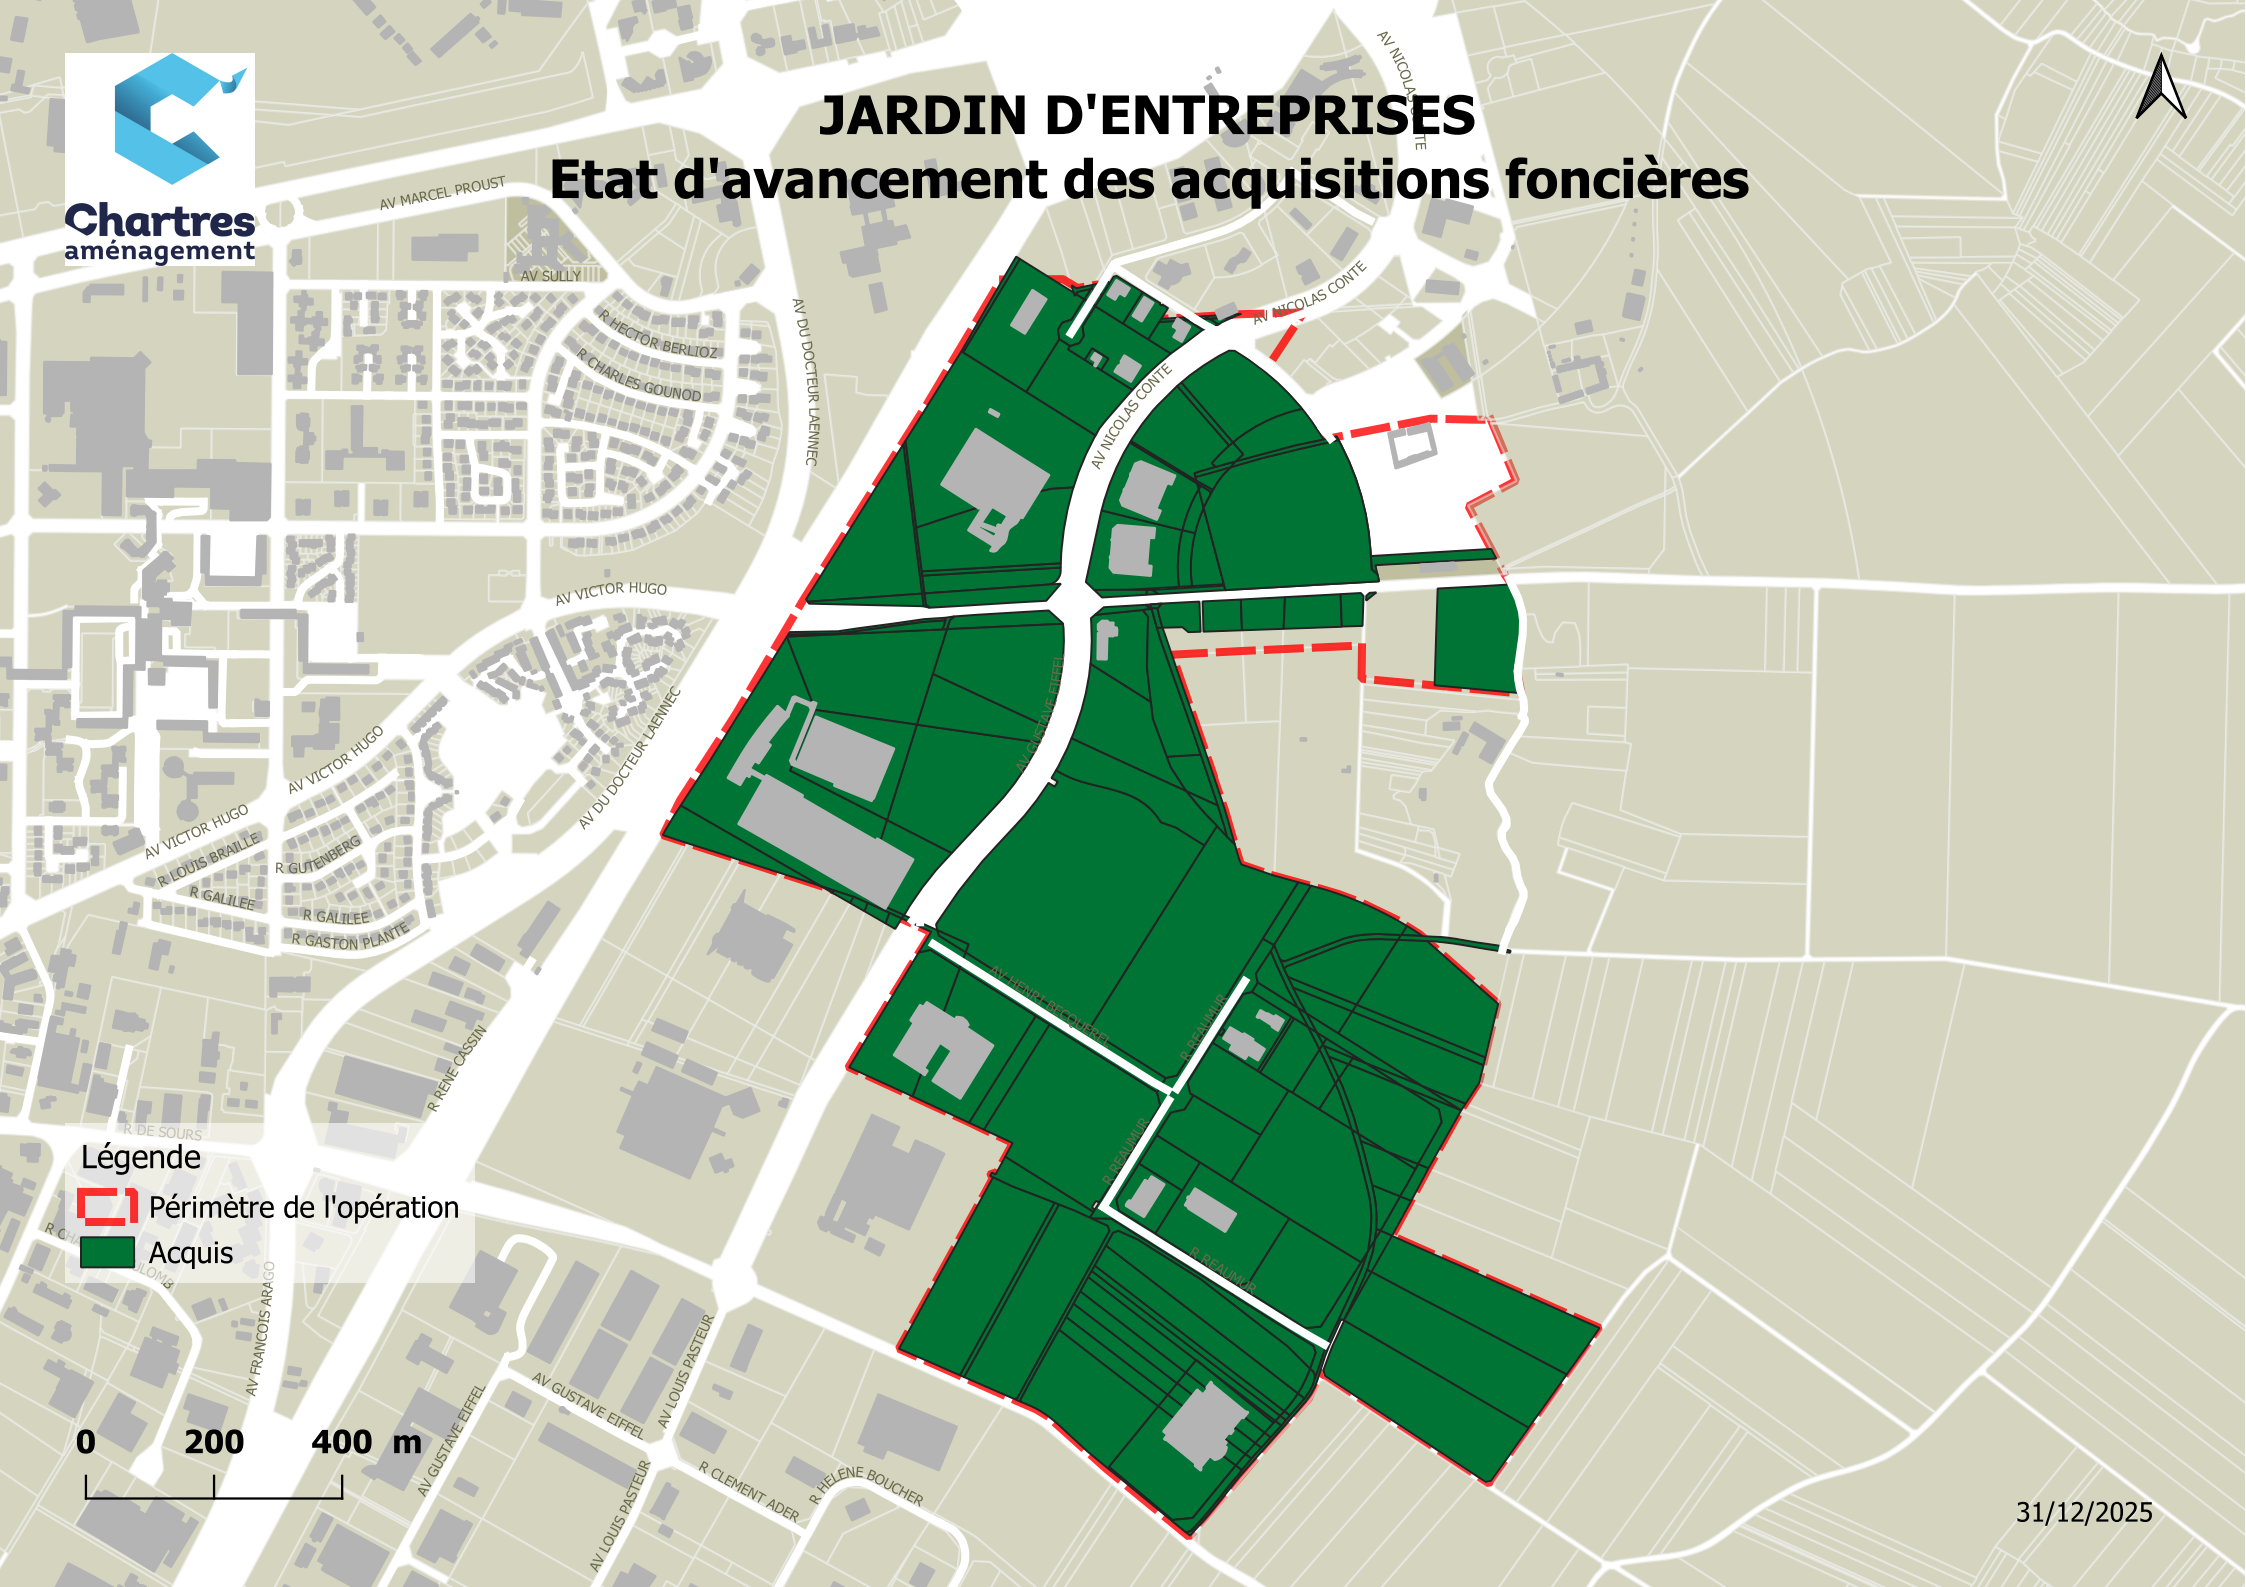 JARDIN D'ENTREPRISES
Etat d'avancement des acquisitions foncières
Chartres
aménagement
AV NICOLAS CONTE
AV MARCEL PROUST
AV SULLY
R HECTOR BERLIOZ
R CHARLES GOUNOD
AV DU DOCTEUR LAENNEC
AV NICOLAS CONTE
AV NICOLAS CONTE
AV VICTOR HUGO
AV VICTOR HUGO
AV VICTOR HUGO
AV DU DOCTEUR LAENNEC
AV GUSTAVE EIFFEL
R LOUIS BRAILLE
R GUTENBERG
R GALILEE
R GALILEE
R GASTON PLANTE
AV HENRI BECQUEREL
R REAUMUR
R REAUMUR
R REAUMUR
R RENE CASSIN
R DE SOURS
Légende
Périmètre de l'opération
Acquis
AV FRANCOIS ARAGO
AV GUSTAVE EIFFEL
AV GUSTAVE EIFFEL
AV LOUIS PASTEUR
AV LOUIS PASTEUR
R CLEMENT ADER
R HELENE BOUCHER
0 200 400 m
31/12/2025